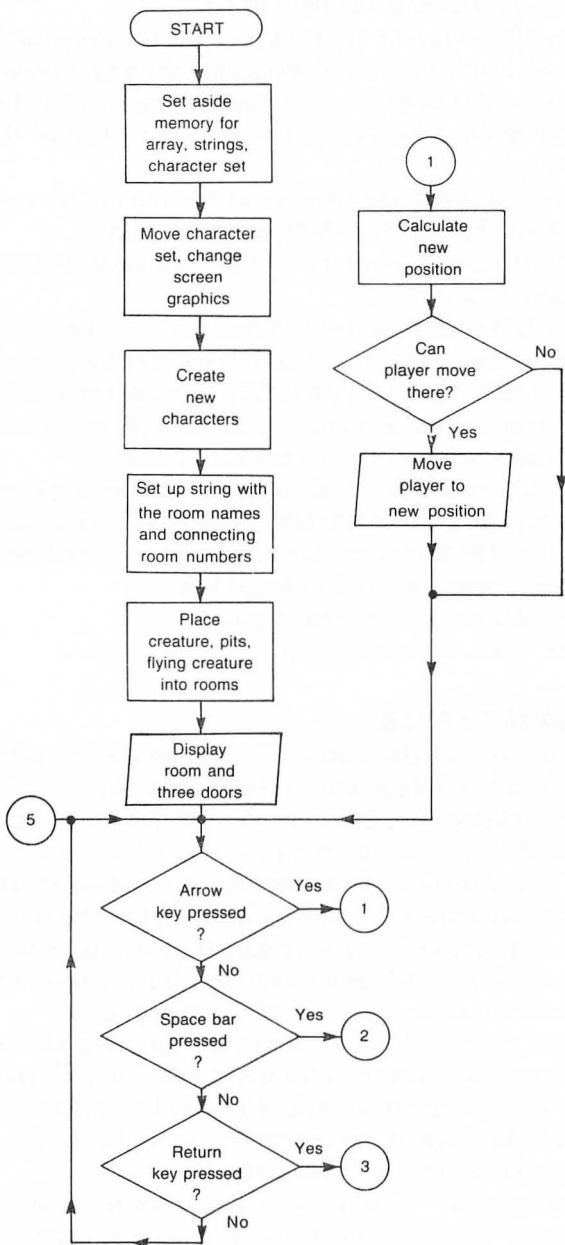 START
Set aside
memory for
array, strings,
character set
Move character
set, change
screen
graphics
Create
new
characters
Set up string with
the room names
and connecting
room numbers
Place
creature, pits,
flying creature
into rooms
Display
room and
three doors
5
Arrow
key pressed
?
Yes
1
No
Space bar
pressed
?
Yes
2
No
Return
key pressed
?
Yes
3
No
1
Calculate
new
position
Can
player move
there?
No
Yes
Move
player to
new position